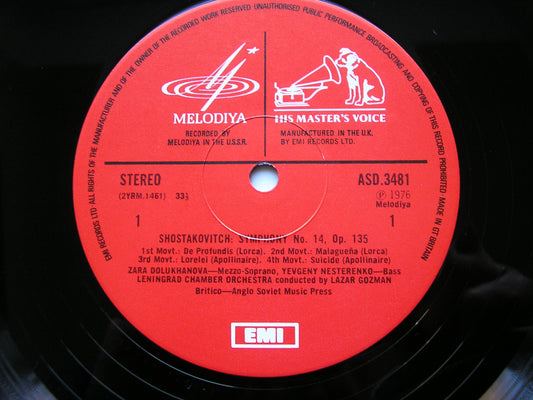 EMI RECORDS LTD ALL RIGHTS OF THE MANUFACTURER AND OF THE OWNER OF THE RECORDED WORK RESERVED UNAUTHORISED PUBLIC PERFORMANCE BROADCASTING AND COPYING OF THIS RECORD PROHIBITED MADE IN GT BRITAIN
MELODIYA
HIS MASTER'S VOICE
RECORDED BY
MELODIYA IN THE U.S.S.R.
MANUFACTURED IN THE U.K.
BY EMI RECORDS LTD.
STEREO
ASD.3481
(2YRM.1461) 33⅓
℗ 1976
Melodiya
1
1
SHOSTAKOVITCH: SYMPHONY No. 14, Op. 135
1st Movt.: De Profundis (Lorca). 2nd Movt.: Malagueña (Lorca)
3rd Movt.: Lorelei (Apollinaire). 4th Movt.: Suicide (Apollinaire)
ZARA DOLUKHANOVA—Mezzo-Soprano, YEVGENY NESTERENKO—Bass
LENINGRAD CHAMBER ORCHESTRA conducted by LAZAR GOZMAN
Britico—Anglo Soviet Music Press
EMI